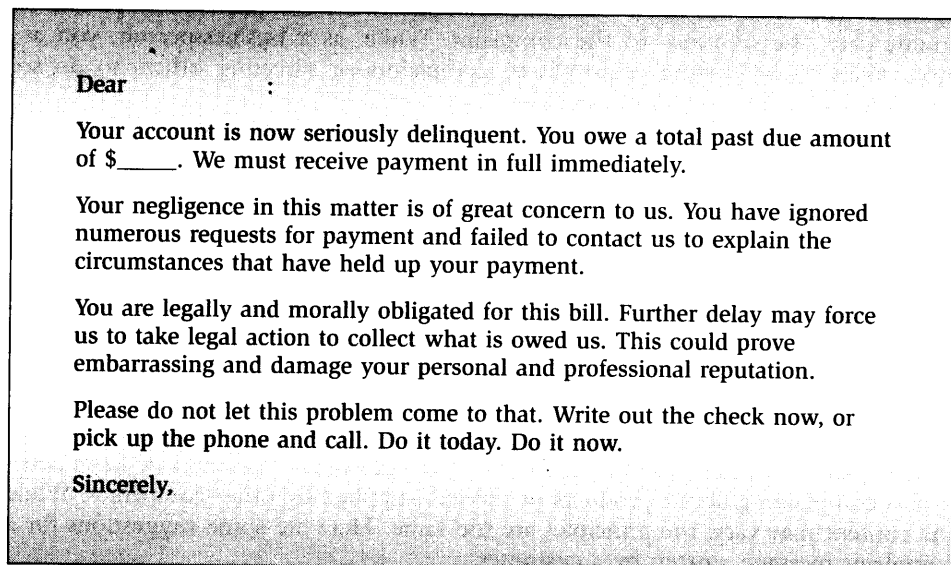 Dear :
Your account is now seriously delinquent. You owe a total past due amount
of $_____. We must receive payment in full immediately.
Your negligence in this matter is of great concern to us. You have ignored
numerous requests for payment and failed to contact us to explain the
circumstances that have held up your payment.
You are legally and morally obligated for this bill. Further delay may force
us to take legal action to collect what is owed us. This could prove
embarrassing and damage your personal and professional reputation.
Please do not let this problem come to that. Write out the check now, or
pick up the phone and call. Do it today. Do it now.
Sincerely,